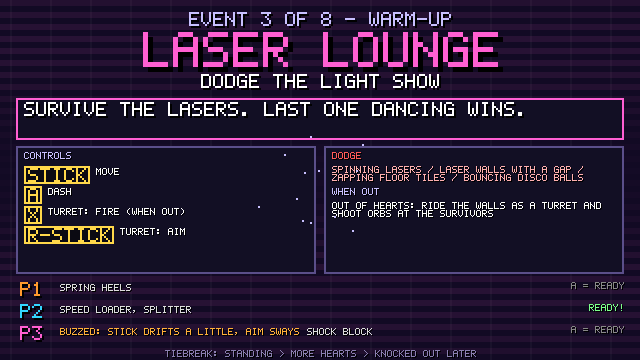 EVENT 3 OF 8 - WARM-UP
LASER LOUNGE
DODGE THE LIGHT SHOW
SURVIVE THE LASERS. LAST ONE DANCING WINS.
CONTROLS
STICK MOVE
A DASH
X TURRET: FIRE (WHEN OUT)
R-STICK TURRET: AIM
DODGE
SPINNING LASERS / LASER WALLS WITH A GAP /
ZAPPING FLOOR TILES / BOUNCING DISCO BALLS
WHEN OUT
OUT OF HEARTS: RIDE THE WALLS AS A TURRET AND
SHOOT ORBS AT THE SURVIVORS
P1 SPRING HEELS A = READY
P2 SPEED LOADER, SPLITTER READY!
P3 BUZZED: STICK DRIFTS A LITTLE, AIM SWAYS SHOCK BLOCK A = READY
TIEBREAK: STANDING > MORE HEARTS > KNOCKED OUT LATER